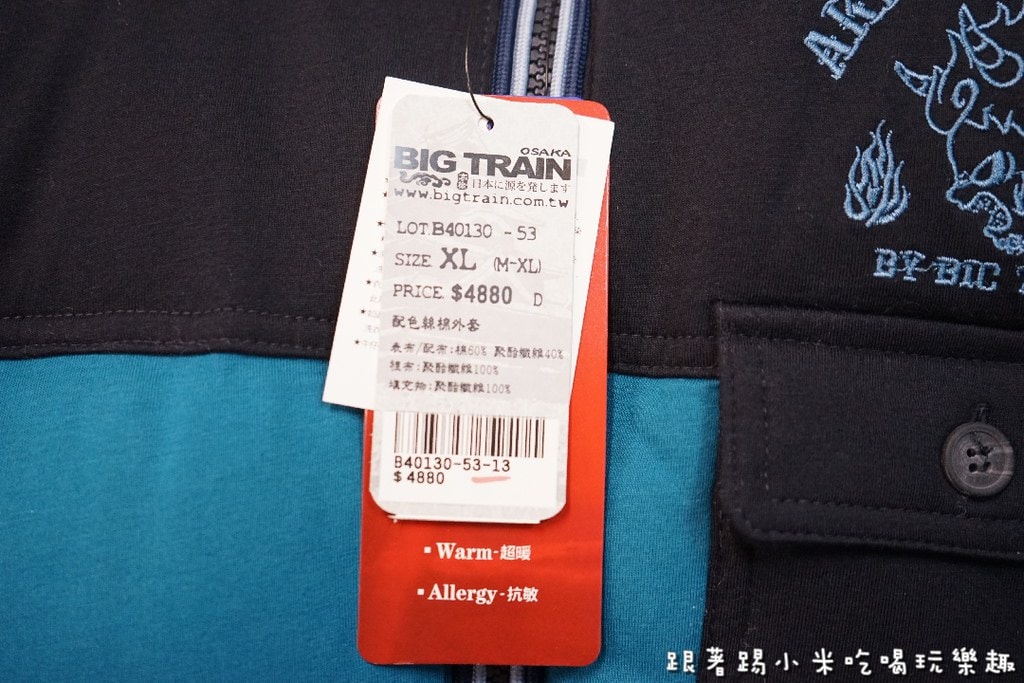 OSAKA
BIG TRAIN
日本に源を発します
www.bigtrain.com.tw
LOT.B40130 - 53
SIZE XL (M-XL)
PRICE $4880 D
配色絲棉外套
表布/配布:棉60% 聚酯纖維40%
裡布:聚酯纖維100%
填充物:聚酯纖維100%
B40130-53-13
$4880
▪ Warm-超暖
▪ Allergy-抗敏
BY BIG
跟著踢小米吃喝玩樂趣